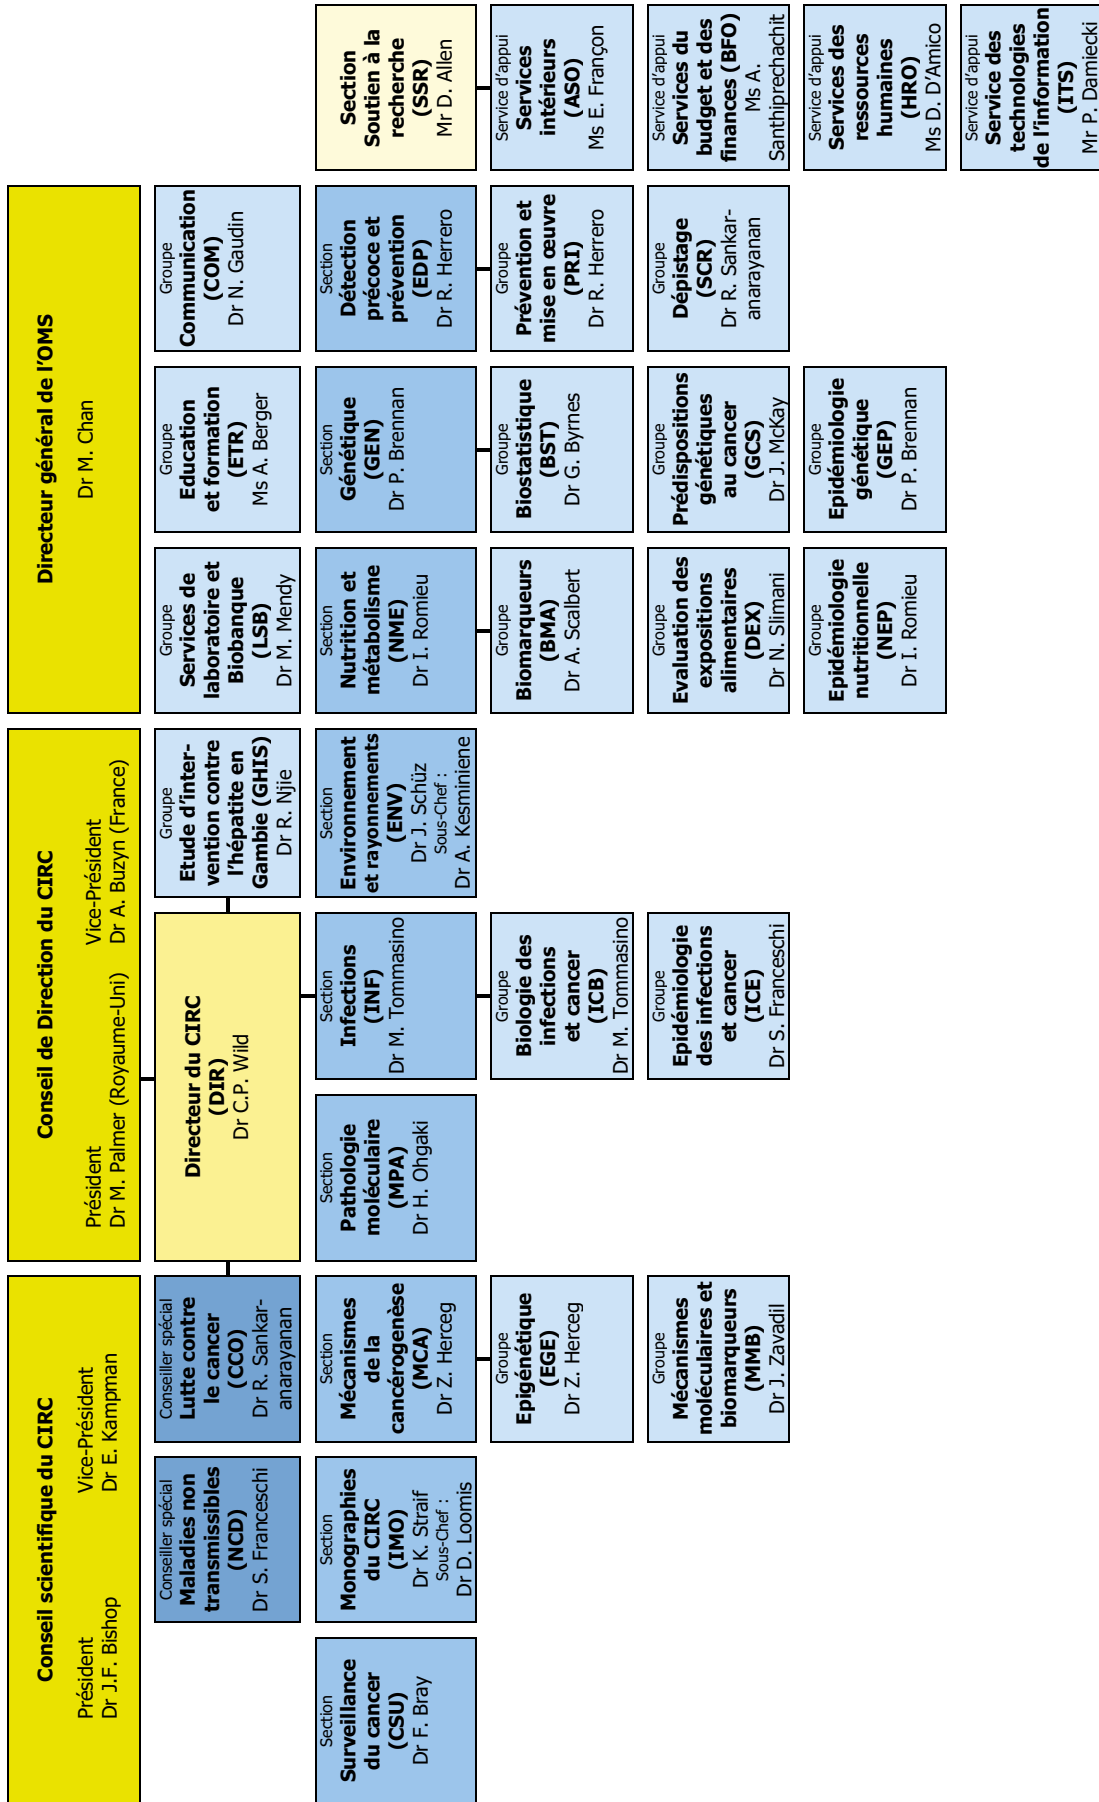 Conseil scientifique du CIRC
Président
Dr J.F. Bishop
Vice-Président
Dr E. Kampman
Conseil de Direction du CIRC
Président
Dr M. Palmer (Royaume-Uni)
Vice-Président
Dr A. Buzyn (France)
Directeur général de l'OMS
Dr M. Chan
Conseiller spécial
Maladies non
transmissibles
(NCD)
Dr S. Franceschi
Conseiller spécial
Lutte contre
le cancer
(CCO)
Dr R. Sankar-
anarayanan
Directeur du CIRC
(DIR)
Dr C.P. Wild
Groupe
Etude d'inter-
vention contre
l'hépatite en
Gambie (GHIS)
Dr R. Njie
Groupe
Services de
laboratoire et
Biobanque
(LSB)
Dr M. Mendy
Groupe
Education
et formation
(ETR)
Ms A. Berger
Groupe
Communication
(COM)
Dr N. Gaudin
Section
Surveillance
du cancer
(CSU)
Dr F. Bray
Section
Monographies
du CIRC
(IMO)
Dr K. Straif
Sous-Chef :
Dr D. Loomis
Section
Mécanismes
de la
cancérogenèse
(MCA)
Dr Z. Herceg
Section
Pathologie
moléculaire
(MPA)
Dr H. Ohgaki
Section
Infections
(INF)
Dr M. Tommasino
Section
Environnement
et rayonnements
(ENV)
Dr J. Schüz
Sous-Chef :
Dr A. Kesminiene
Section
Nutrition et
métabolisme
(NME)
Dr I. Romieu
Section
Génétique
(GEN)
Dr P. Brennan
Section
Détection
précoce et
prévention
(EDP)
Dr R. Herrero
Section
Soutien à la
recherche
(SSR)
Mr D. Allen
Groupe
Epigénétique
(EGE)
Dr Z. Herceg
Groupe
Biologie des
infections
et cancer
(ICB)
Dr M. Tommasino
Groupe
Biomarqueurs
(BMA)
Dr A. Scalbert
Groupe
Biostatistique
(BST)
Dr G. Byrnes
Groupe
Prévention et
mise en œuvre
(PRI)
Dr R. Herrero
Service d'appui
Services
intérieurs
(ASO)
Ms E. Françon
Groupe
Mécanismes
moléculaires et
biomarqueurs
(MMB)
Dr J. Zavadil
Groupe
Epidémiologie
des infections
et cancer
(ICE)
Dr S. Franceschi
Groupe
Evaluation des
expositions
alimentaires
(DEX)
Dr N. Slimani
Groupe
Prédispositions
génétiques
au cancer
(GCS)
Dr J. McKay
Groupe
Dépistage
(SCR)
Dr R. Sankar-
anarayanan
Service d'appui
Services du
budget et des
finances (BFO)
Ms A.
Santhiprechachit
Groupe
Epidémiologie
nutritionnelle
(NEP)
Dr I. Romieu
Groupe
Epidémiologie
génétique
(GEP)
Dr P. Brennan
Service d'appui
Services des
ressources
humaines
(HRO)
Ms D. D'Amico
Service d'appui
Service des
technologies
de l'information
(ITS)
Mr P. Damiecki